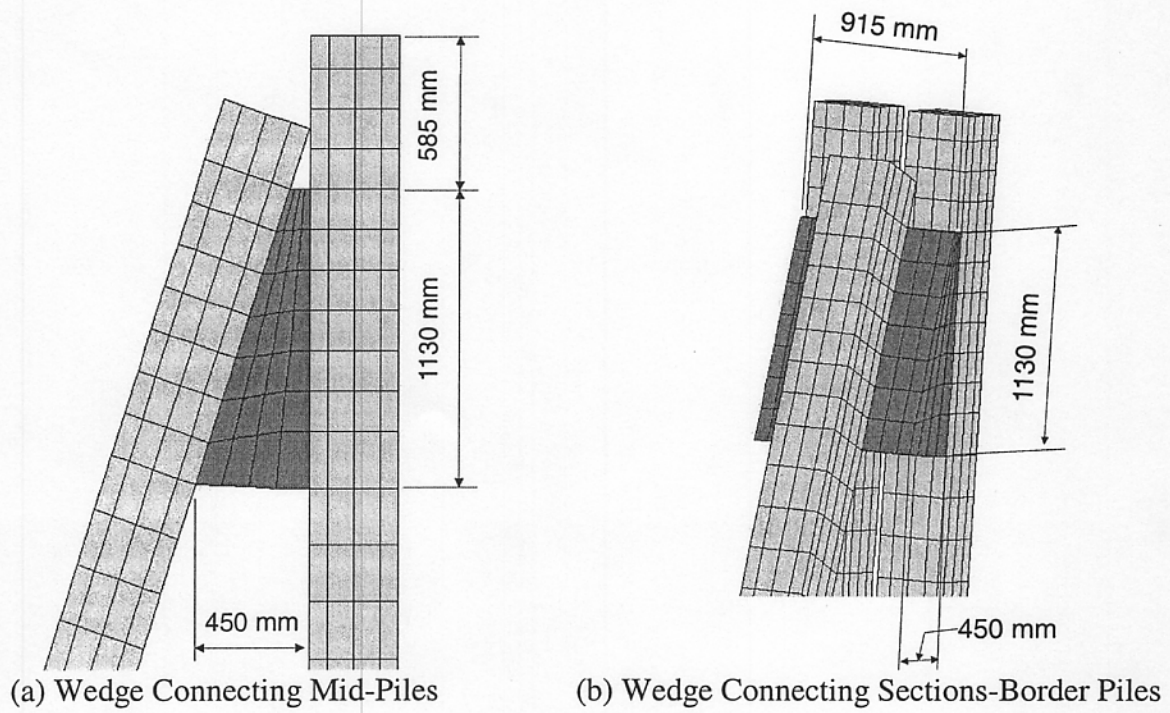 585 mm
1130 mm
450 mm
(a) Wedge Connecting Mid-Piles
915 mm
1130 mm
450 mm
(b) Wedge Connecting Sections-Border Piles